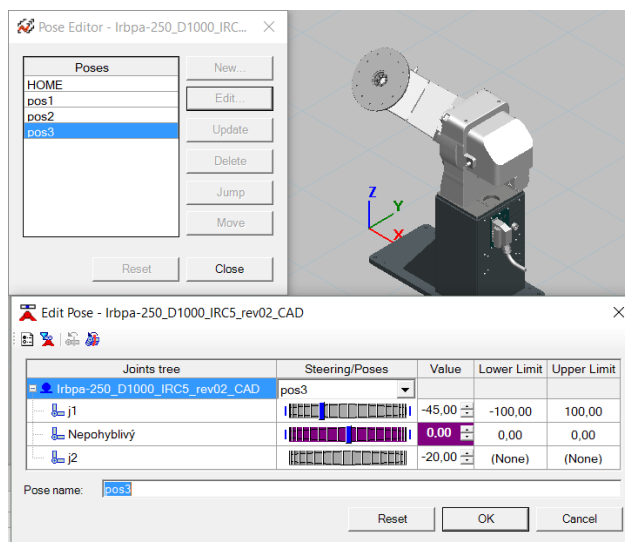 Pose Editor - Irbpa-250_D1000_IRC...
Poses
HOME
pos1
pos2
pos3
New...
Edit...
Update
Delete
Jump
Move
Reset
Close
Z
Y
X
Edit Pose - Irbpa-250_D1000_IRC5_rev02_CAD
Joints tree Steering/Poses Value Lower Limit Upper Limit
Irbpa-250_D1000_IRC5_rev02_CAD pos3
j1 -45,00 -100,00 100,00
Nepohyblivý 0,00 0,00 0,00
j2 -20,00 (None) (None)
Pose name: pos3
Reset OK Cancel